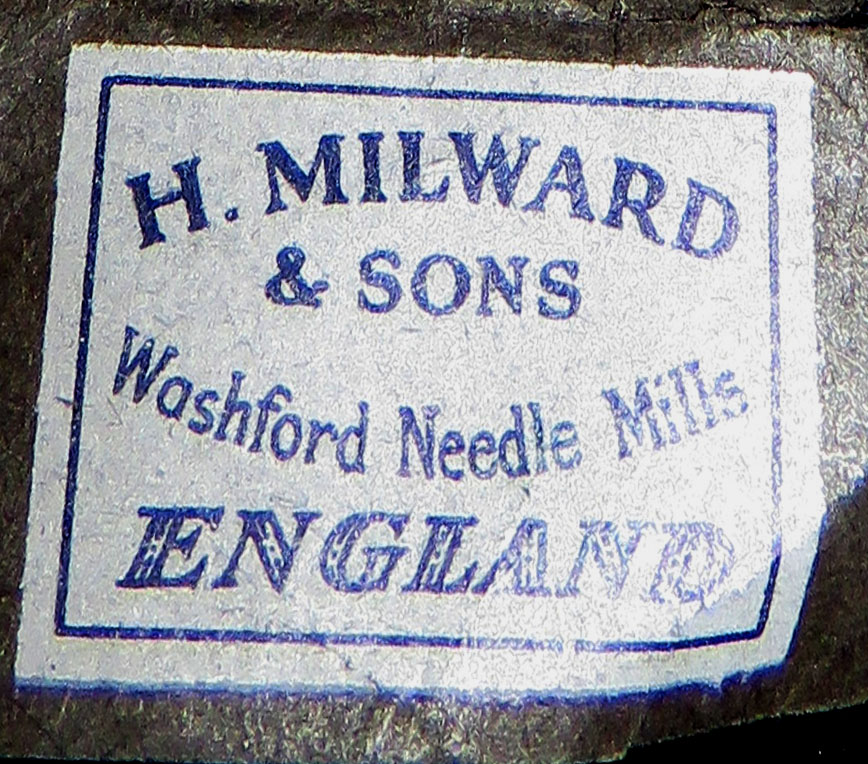 H. MILWARD
& SONS
Washford Needle Mills
ENGLAND